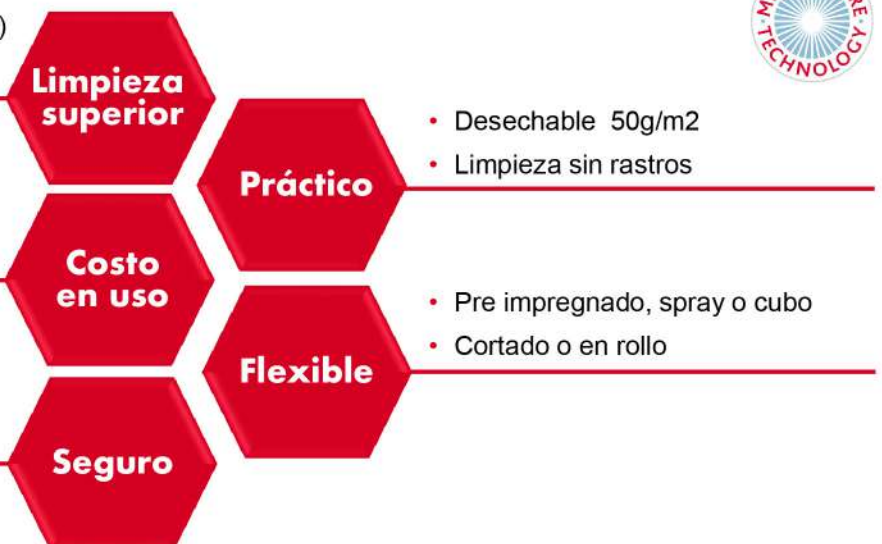 )
Limpieza
superior
Práctico
• Desechable 50g/m2
• Limpieza sin rastros
Costo
en uso
Flexible
• Pre impregnado, spray o cubo
• Cortado o en rollo
Seguro
TECHNOLOGY